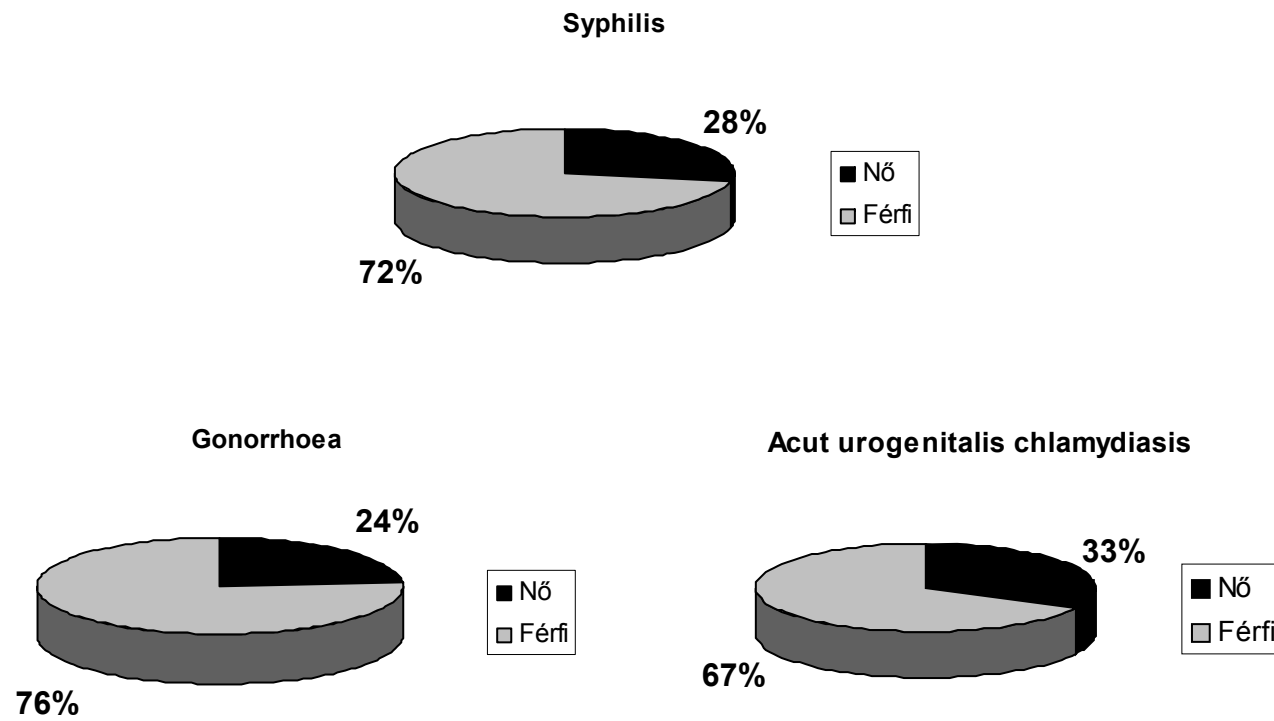 Syphilis
28%
Nő
Férfi
72%
Gonorrhoea
24%
Nő
Férfi
76%
Acut urogenitalis chlamydiasis
33%
Nő
Férfi
67%